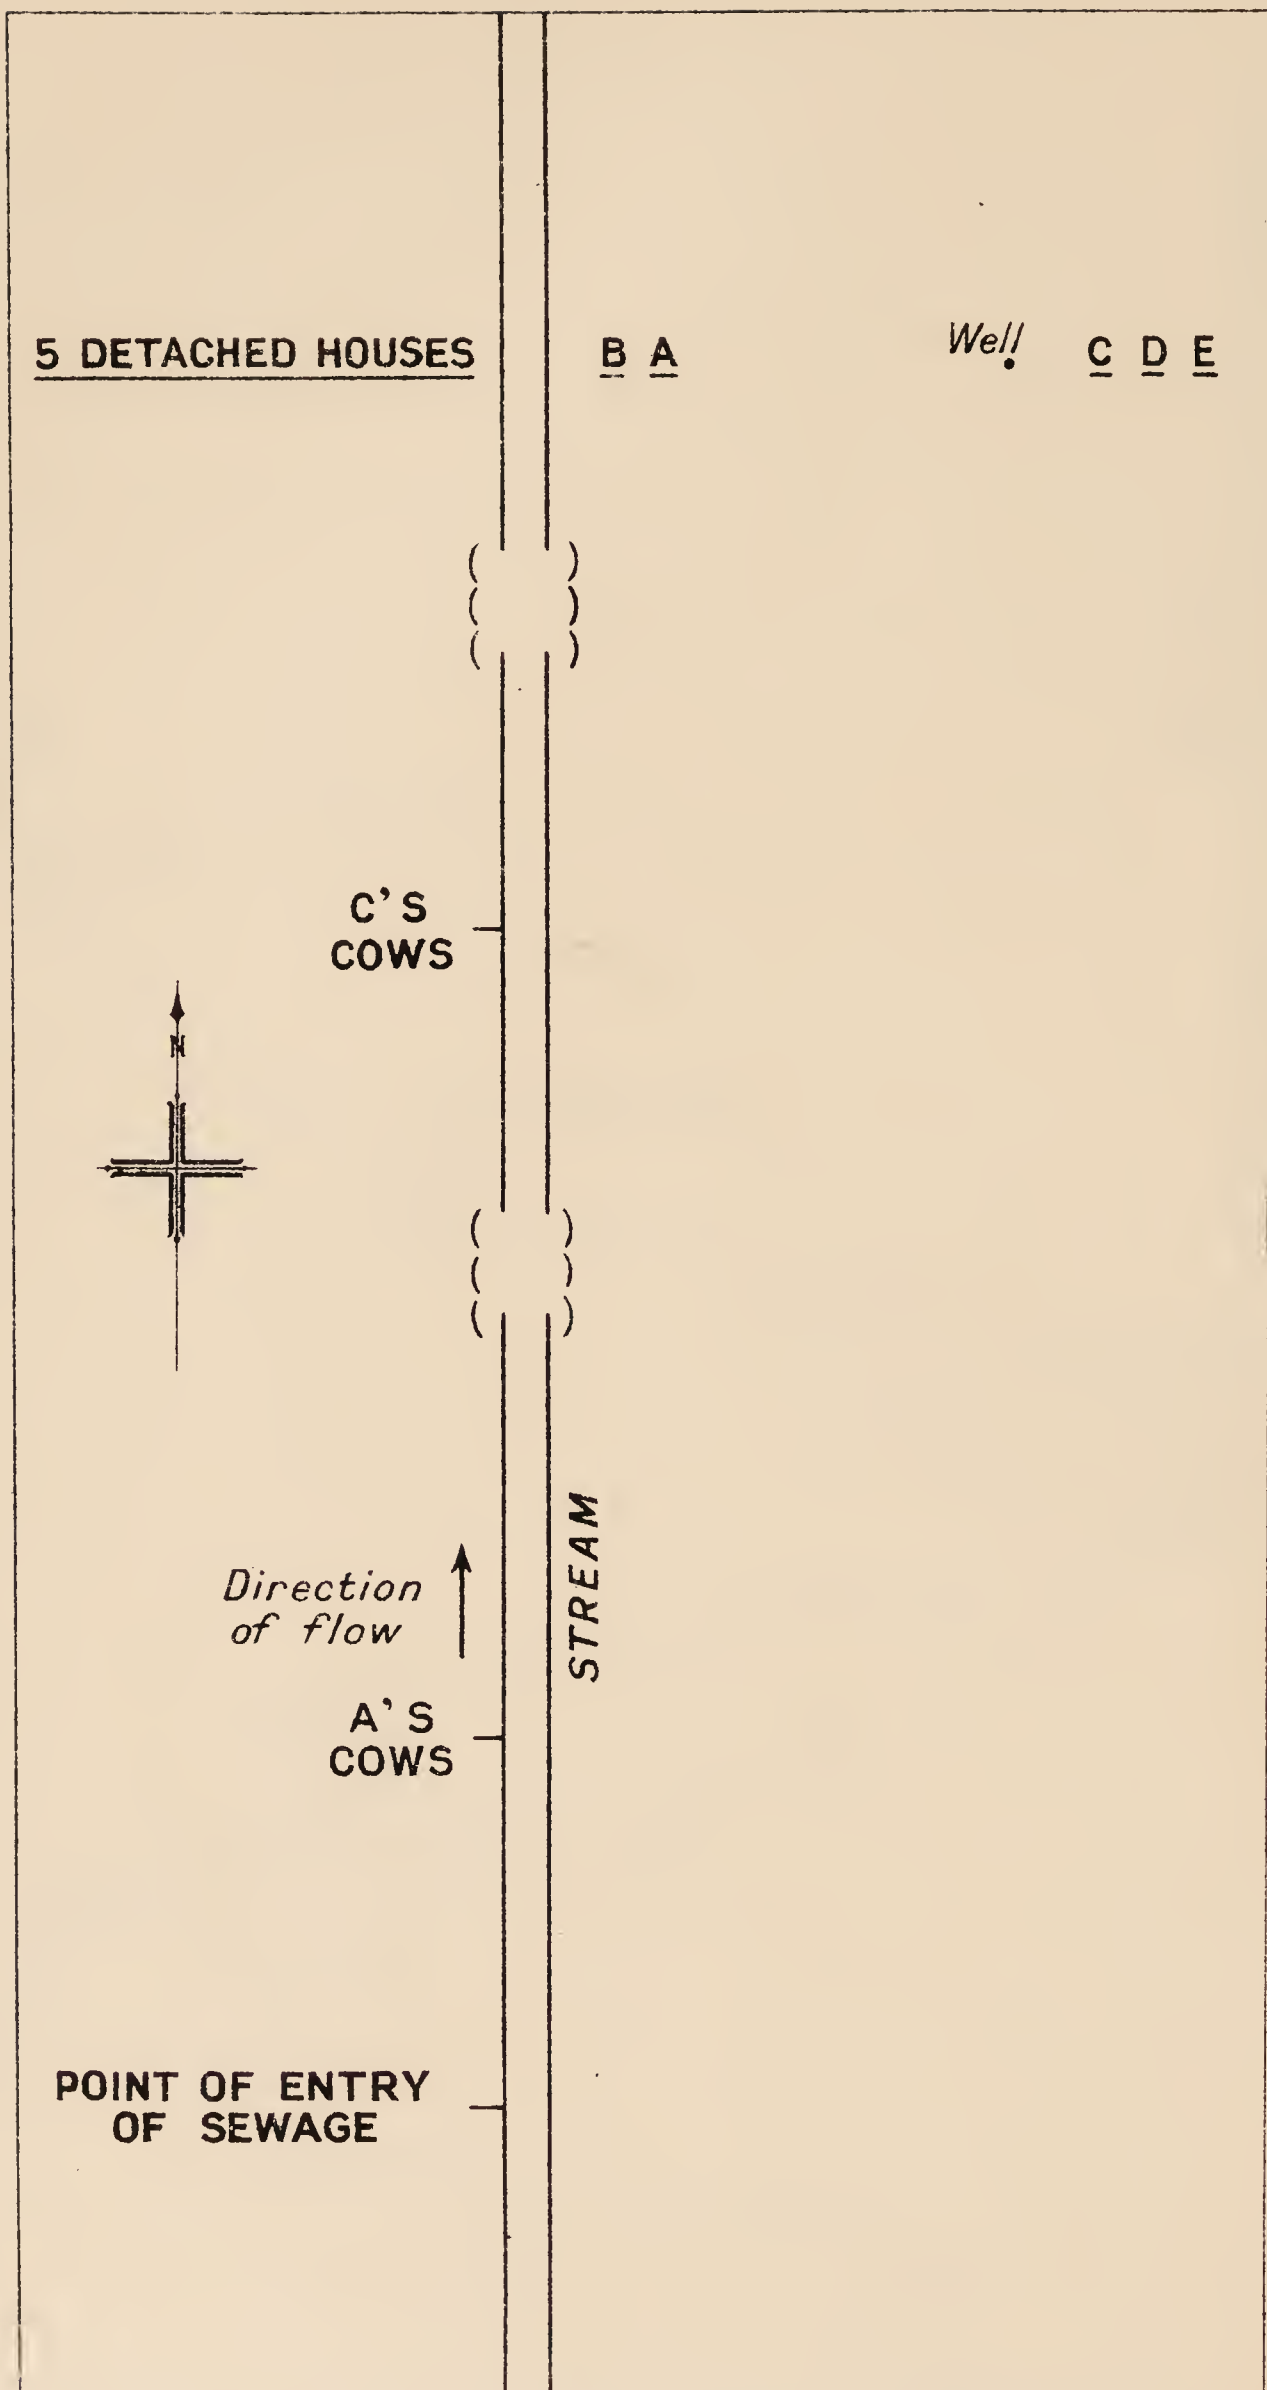 5 DETACHED HOUSES
B A
Well
C D E
C'S
COWS
N
Direction
of flow
STREAM
A'S
COWS
POINT OF ENTRY
OF SEWAGE